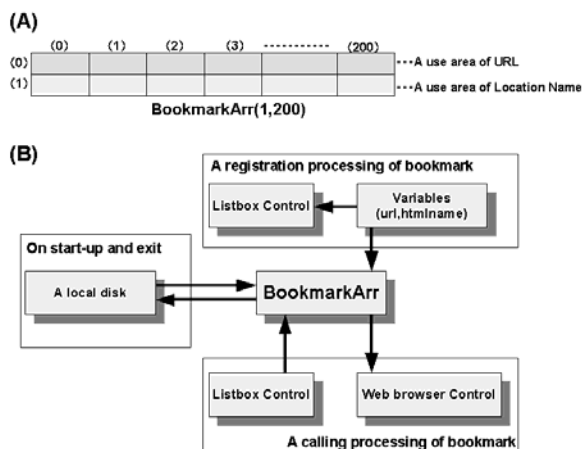 (A)
(0) (1) (2) (3) ----------- (200)
(0) ----A use area of URL
(1) ----A use area of Location Name
BookmarkArr(1,200)
(B)
A registration processing of bookmark
Listbox Control
Variables
(url,htmlname)
On start-up and exit
A local disk
BookmarkArr
Listbox Control
Web browser Control
A calling processing of bookmark